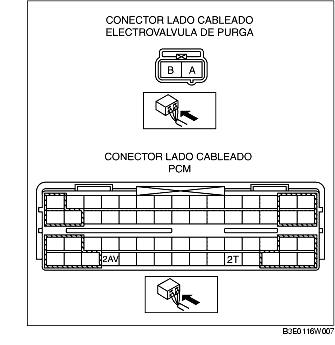 CONECTOR LADO CABLEADO
ELECTROVALVULA DE PURGA
B A
CONECTOR LADO CABLEADO
PCM
2AV 2T
B3E0116W007